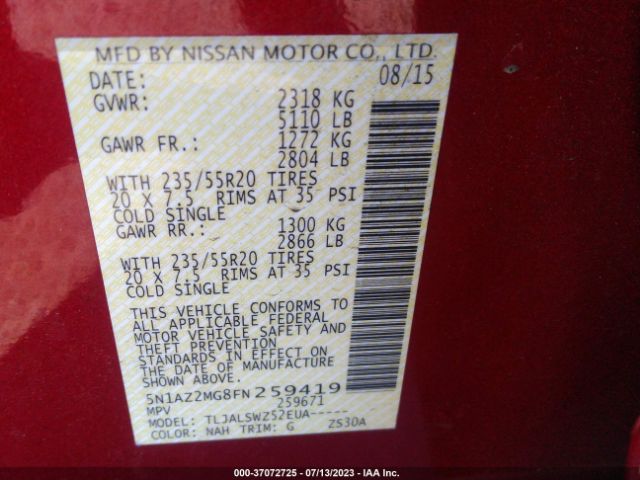 MFD BY NISSAN MOTOR CO., LTD.
DATE: 08/15
GVWR: 2318 KG
5110 LB
GAWR FR.: 1272 KG
2804 LB
WITH 235/55R20 TIRES
20 X 7.5 RIMS AT 35 PSI
COLD SINGLE
GAWR RR.: 1300 KG
2866 LB
WITH 235/55R20 TIRES
20 X 7.5 RIMS AT 35 PSI
COLD SINGLE
THIS VEHICLE CONFORMS TO
ALL APPLICABLE FEDERAL
MOTOR VEHICLE SAFETY AND
THEFT PREVENTION
STANDARDS IN EFFECT ON
THE DATE OF MANUFACTURE
SHOWN ABOVE.
5N1AZ2MG8FN259419
MPV 259671
MODEL: TLJALSWZ52EUA-----
COLOR: NAH TRIM: G Z530A
000-37072725 - 07/13/2023 - IAA Inc.